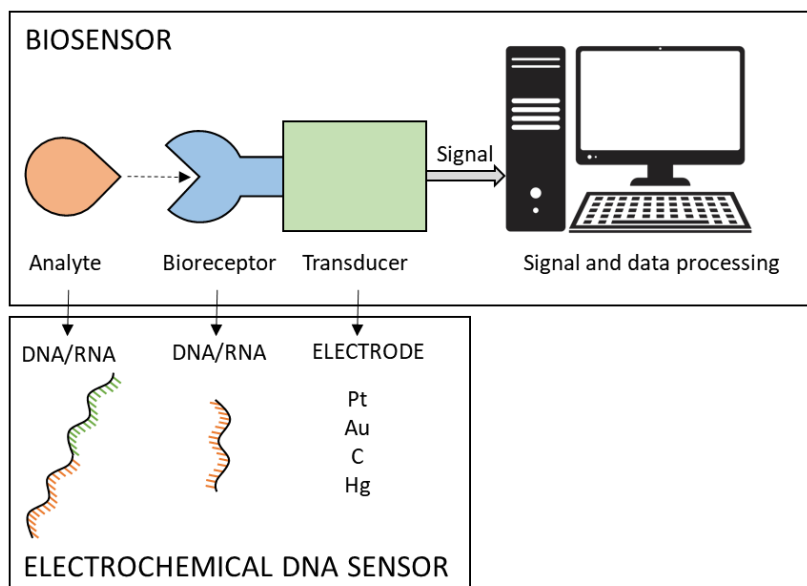 BIOSENSOR
Signal
Analyte Bioreceptor Transducer Signal and data processing
DNA/RNA DNA/RNA ELECTRODE
Pt
Au
C
Hg
ELECTROCHEMICAL DNA SENSOR